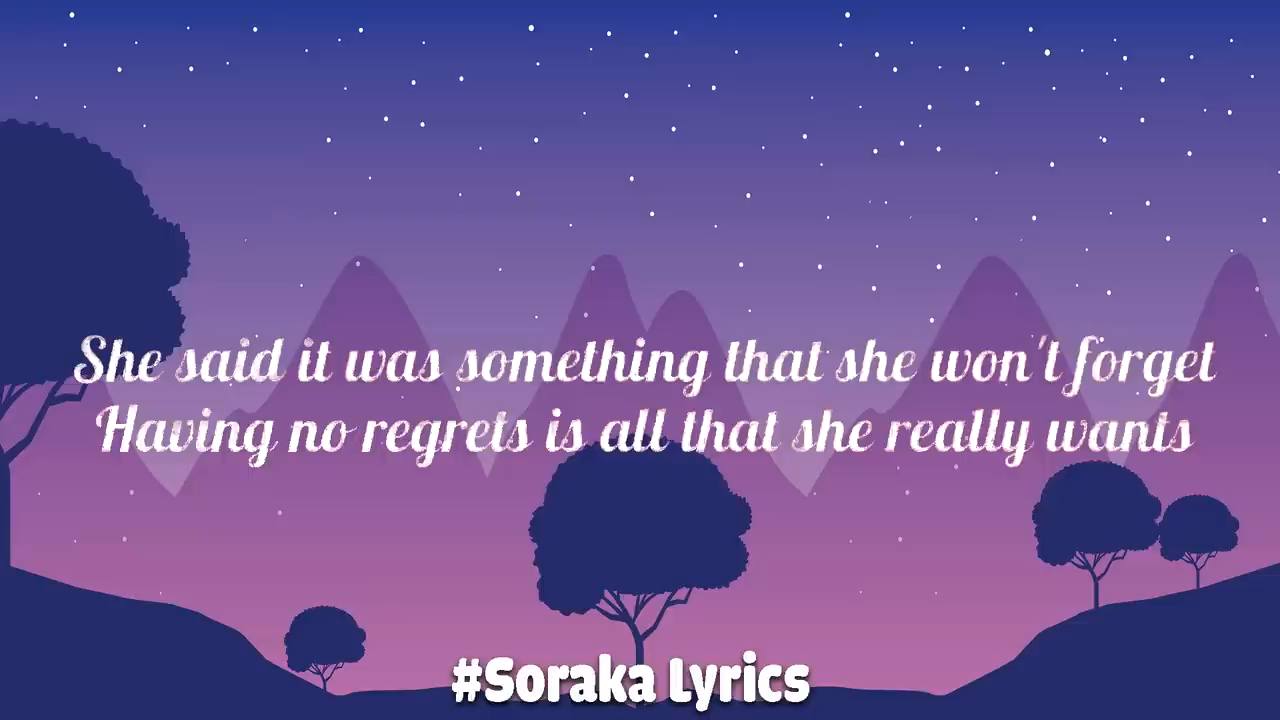 She said it was something that she won't forget
Having no regrets is all that she really wants
#Soraka Lyrics